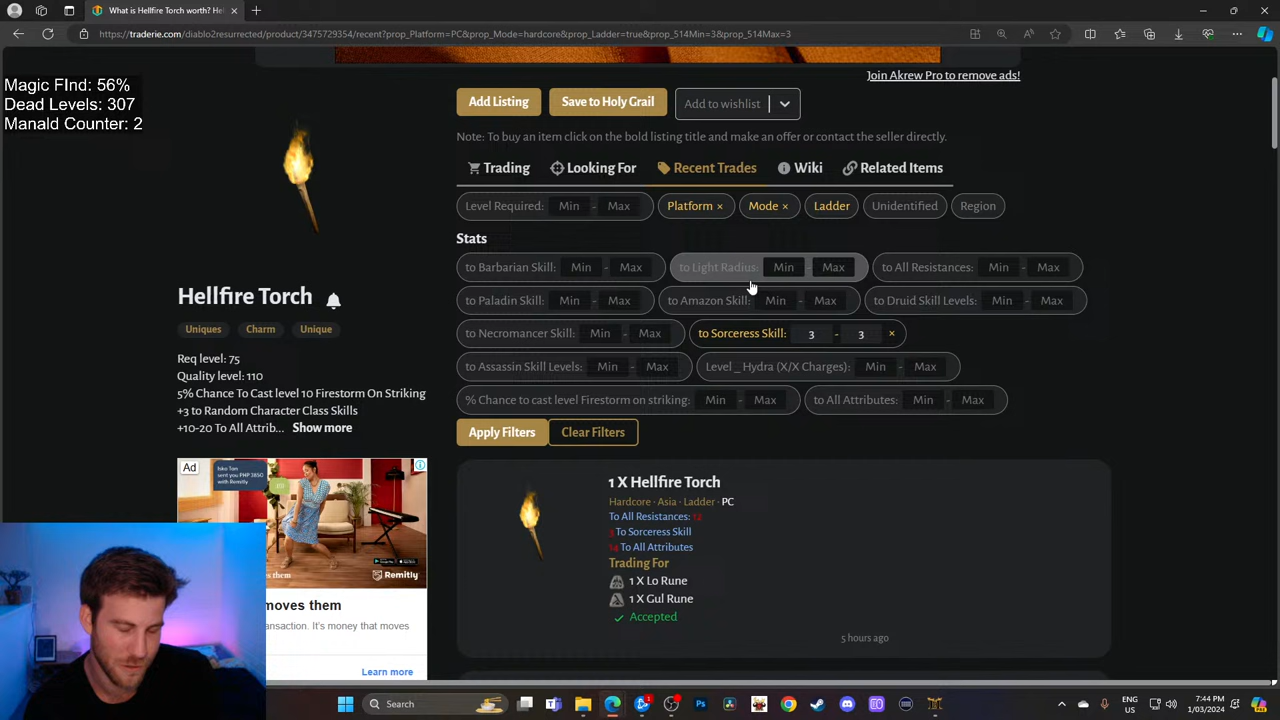 What is Hellfire Torch worth? Hel
https://traderie.com/diablo2resurrected/product/3475729354/recent?prop_Platform=PC&prop_Mode=hardcore&prop_Ladder=true&prop_514Min=3&prop_514Max=3
Magic FInd: 56%
Dead Levels: 307
Manald Counter: 2
Join Akrew Pro to remove ads!
Add Listing
Save to Holy Grail
Add to wishlist
Note: To buy an item click on the bold listing title and make an offer or contact the seller directly.
Trading
Looking For
Recent Trades
Wiki
Related Items
Level Required: Min - Max
Platform ×
Mode ×
Ladder
Unidentified
Region
Stats
to Barbarian Skill: Min - Max
to Light Radius: Min - Max
to All Resistances: Min - Max
to Paladin Skill: Min - Max
to Amazon Skill: Min - Max
to Druid Skill Levels: Min - Max
to Necromancer Skill: Min - Max
to Sorceress Skill: 3 - 3 ×
to Assassin Skill Levels: Min - Max
Level _ Hydra (X/X Charges): Min - Max
% Chance to cast level Firestorm on striking: Min - Max
to All Attributes: Min - Max
Apply Filters
Clear Filters
Hellfire Torch
Uniques
Charm
Unique
Req level: 75
Quality level: 110
5% Chance To Cast level 10 Firestorm On Striking
+3 to Random Character Class Skills
+10-20 To All Attrib... Show more
Ad
Remitly
moves them
ansaction. It's money that moves
Learn more
1 X Hellfire Torch
Hardcore · Asia · Ladder · PC
To All Resistances: 12
3 To Sorceress Skill
14 To All Attributes
Trading For
1 X Lo Rune
1 X Gul Rune
Accepted
5 hours ago
Search
ENG
US
7:44 PM
1/03/2024